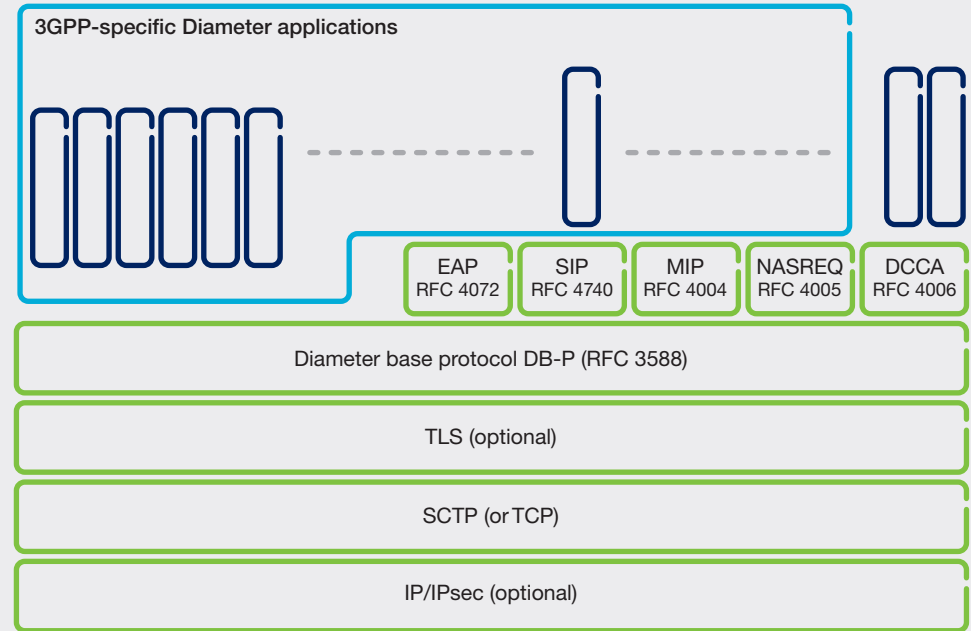 3GPP-specific Diameter applications
EAP
RFC 4072
SIP
RFC 4740
MIP
RFC 4004
NASREQ
RFC 4005
DCCA
RFC 4006
Diameter base protocol DB-P (RFC 3588)
TLS (optional)
SCTP (or TCP)
IP/IPsec (optional)